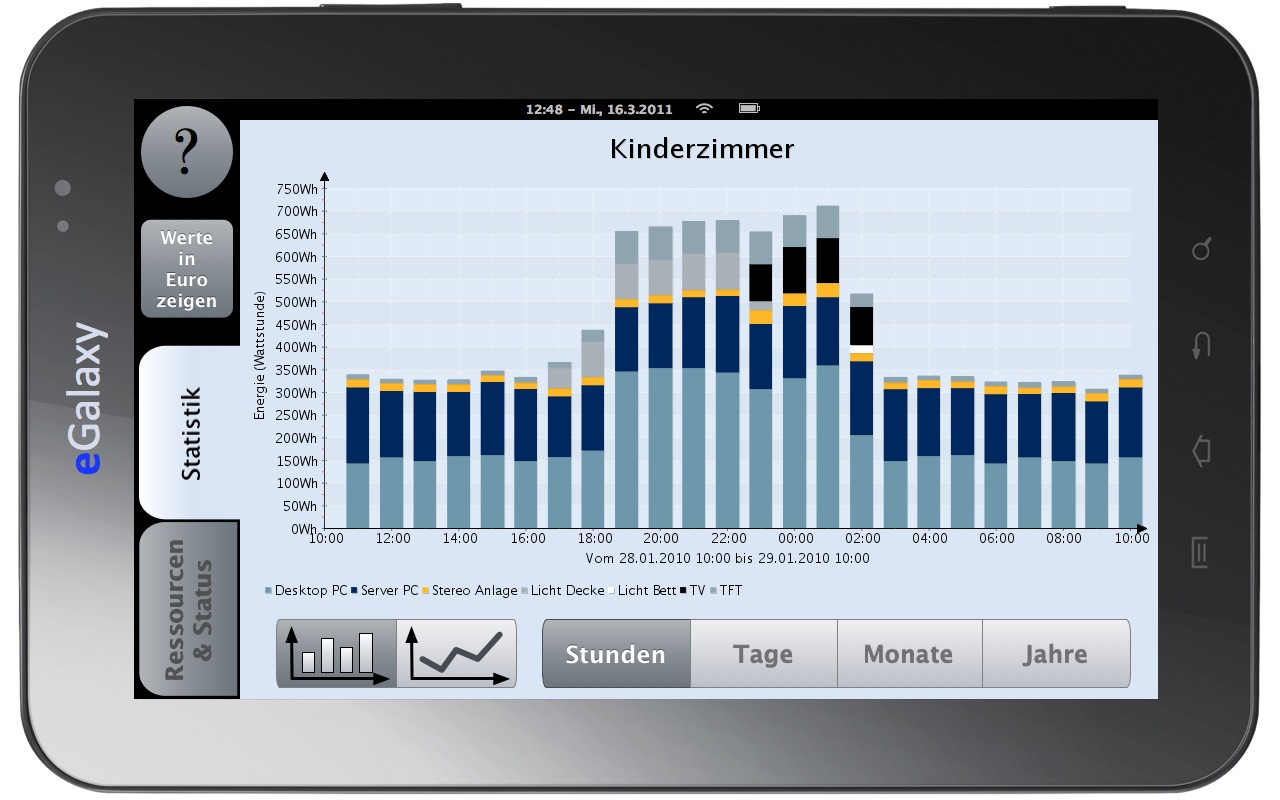 12:48 – Mi., 16.3.2011
?
Werte
in
Euro
zeigen
Statistik
Ressourcen
& Status
eGalaxy
Kinderzimmer
Energie (Wattstunde)
750Wh
700Wh
650Wh
600Wh
550Wh
500Wh
450Wh
400Wh
350Wh
300Wh
250Wh
200Wh
150Wh
100Wh
50Wh
0Wh
10:00 12:00 14:00 16:00 18:00 20:00 22:00 00:00 02:00 04:00 06:00 08:00 10:00
Vom 28.01.2010 10:00 bis 29.01.2010 10:00
Desktop PC Server PC Stereo Anlage Licht Decke Licht Bett TV TFT
Stunden Tage Monate Jahre